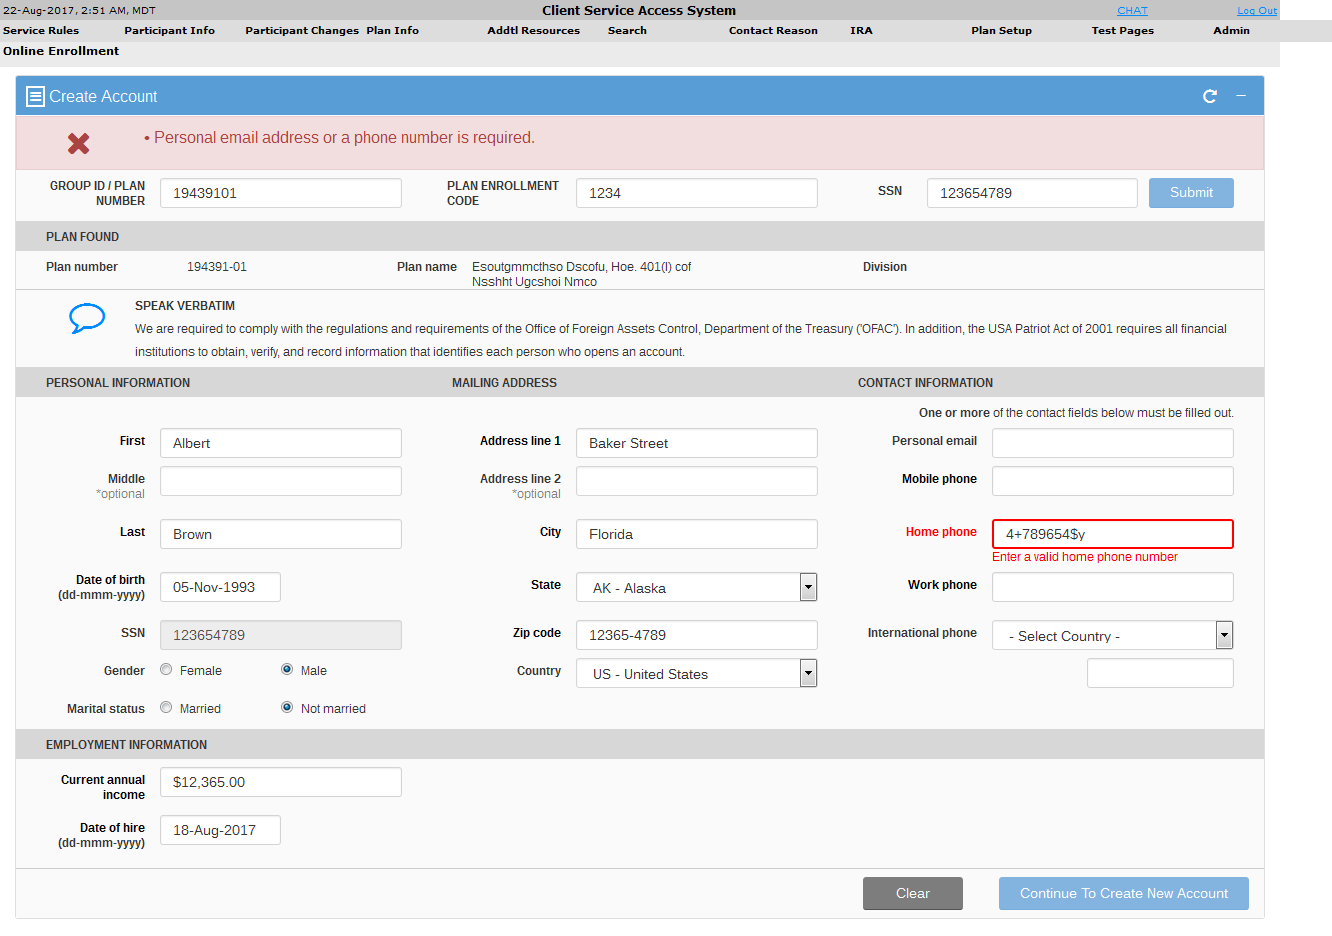 22-Aug-2017, 2:51 AM, MDT Client Service Access System CHAT Log Out
Service Rules Participant Info Participant Changes Plan Info Addtl Resources Search Contact Reason IRA Plan Setup Test Pages Admin
Online Enrollment
Create Account
• Personal email address or a phone number is required.
GROUP ID / PLAN NUMBER 19439101 PLAN ENROLLMENT CODE 1234 SSN 123654789 Submit
PLAN FOUND
Plan number 194391-01 Plan name Esoutgmmcthso Dscofu, Hoe. 401(l) cof Division
Nsshht Ugcshoi Nmco
SPEAK VERBATIM
We are required to comply with the regulations and requirements of the Office of Foreign Assets Control, Department of the Treasury ('OFAC'). In addition, the USA Patriot Act of 2001 requires all financial
institutions to obtain, verify, and record information that identifies each person who opens an account.
PERSONAL INFORMATION MAILING ADDRESS CONTACT INFORMATION
One or more of the contact fields below must be filled out.
First Albert Address line 1 Baker Street Personal email
Middle Address line 2 Mobile phone
*optional *optional
Last Brown City Florida Home phone 4+789654$y
Enter a valid home phone number
Date of birth 05-Nov-1993 State AK - Alaska Work phone
(dd-mmm-yyyy)
SSN 123654789 Zip code 12365-4789 International phone - Select Country -
Gender Female Male Country US - United States
Marital status Married Not married
EMPLOYMENT INFORMATION
Current annual $12,365.00
income
Date of hire 18-Aug-2017
(dd-mmm-yyyy)
Clear Continue To Create New Account